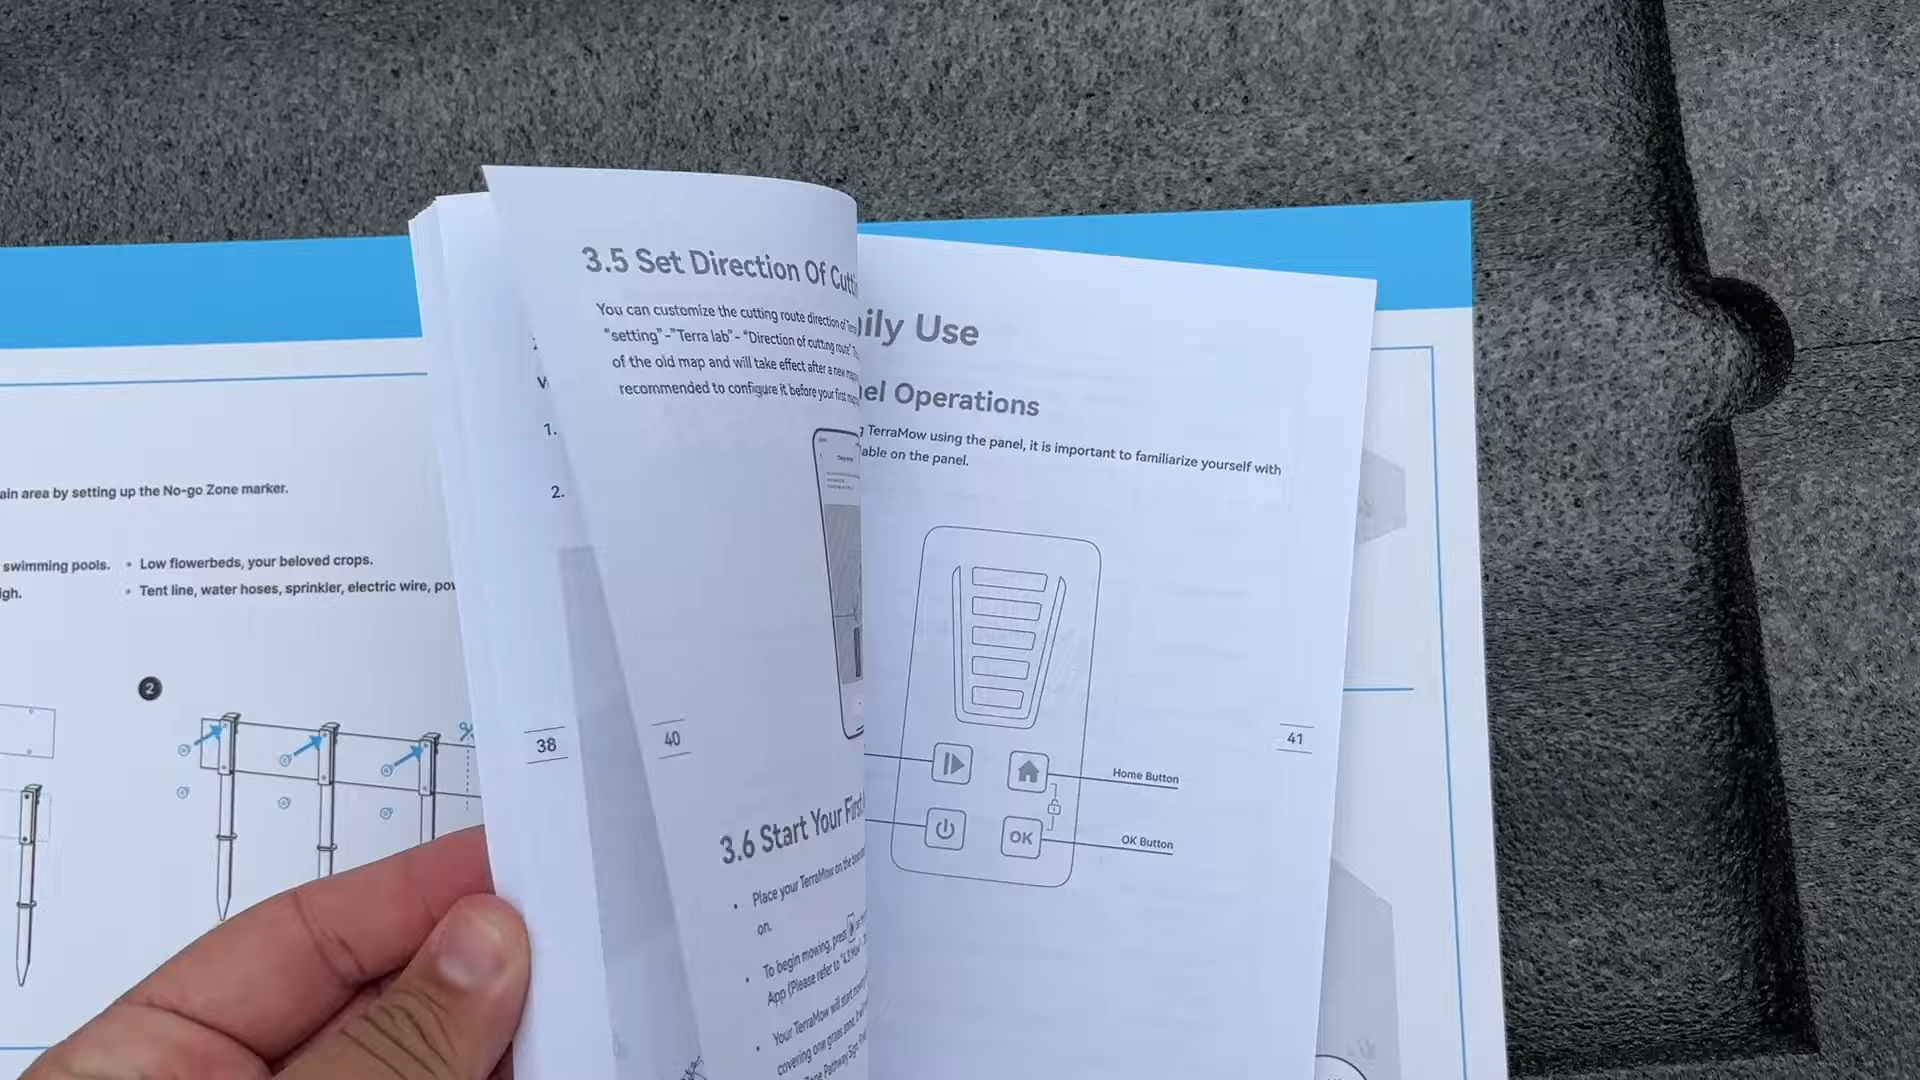 ain area by setting up the No-go Zone marker.
swimming pools.
• Low flowerbeds, your beloved crops.
igh.
• Tent line, water hoses, sprinkler, electric wire, pow
2
1.
2.
38
3.5 Set Direction Of Cutti
You can customize the cutting route direction of
"setting"-"Terra lab"- "Direction of cutting route"
of the old map and will take effect after a new
recommended to configure it before your first
40
3.6 Start Your First
• Place your TerraMow on the
on.
• To begin mowing, press
App (Please refer to "4.3
• Your TerraMow will start
covering one grass zone,
Pathway Sign.
ily Use
el Operations
g TerraMow using the panel, it is important to familiarize yourself with
able on the panel.
Home Button
OK
OK Button
41